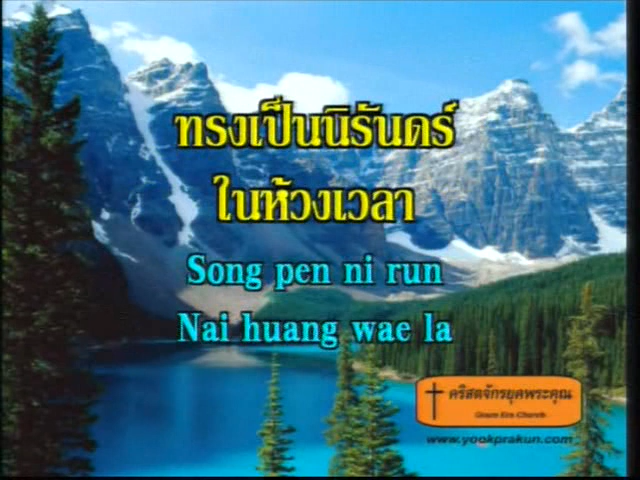 ทรงเป็นนิรันดร์
ในห้วงเวลา
Song pen ni run
Nai huang wae la
คริสตจักรยุคพระคุณ
Grace Era Church
www.yookprakun.com